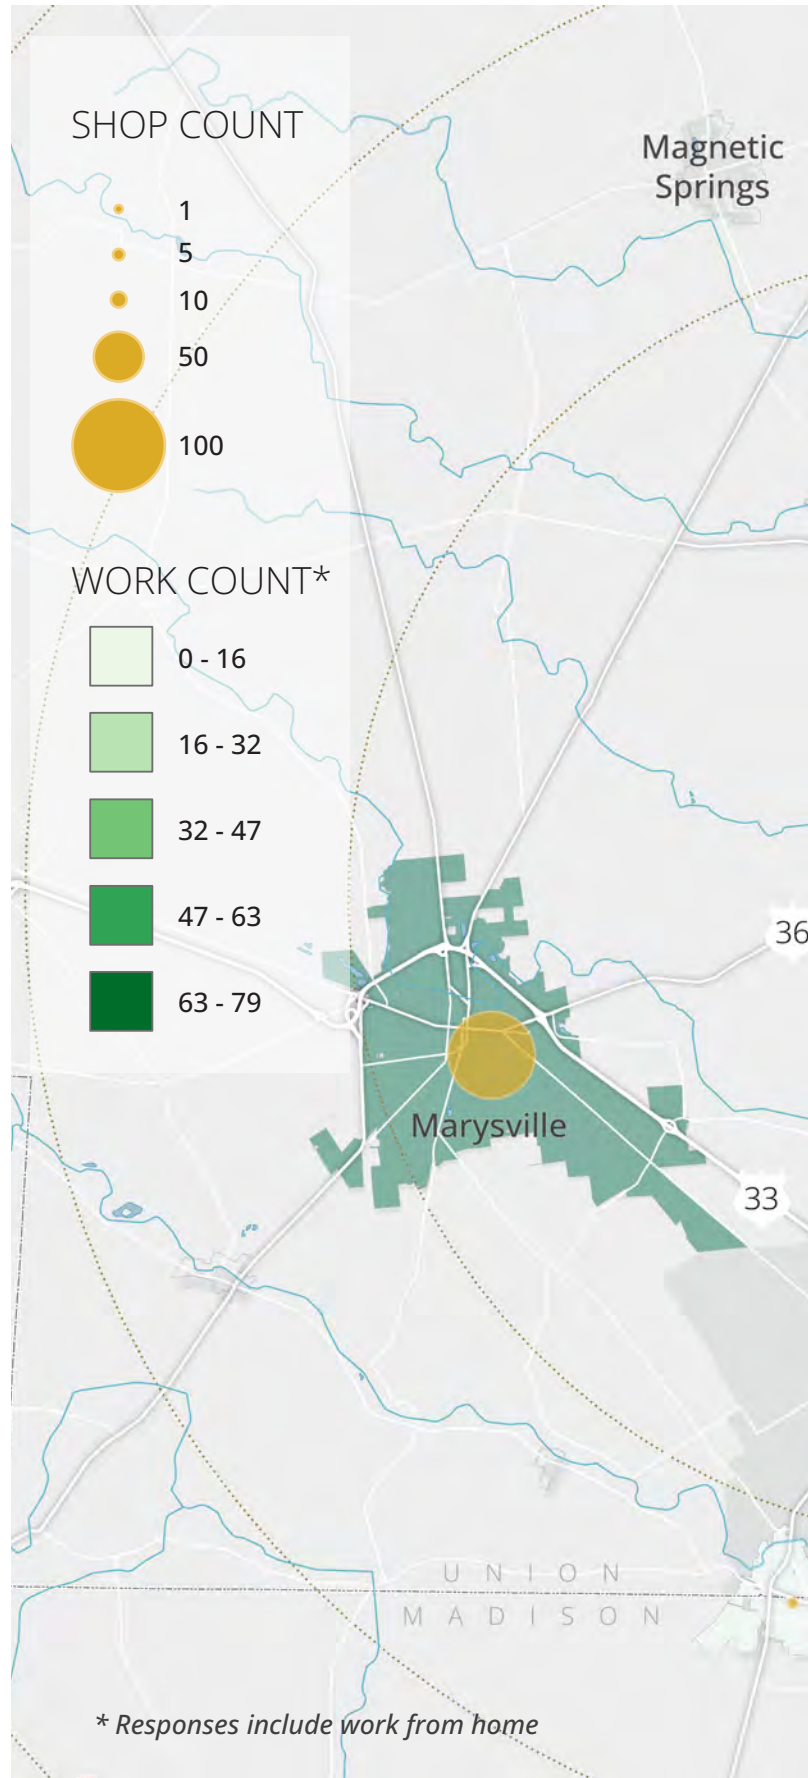 SHOP COUNT
1
5
10
50
100
WORK COUNT*
0 - 16
16 - 32
32 - 47
47 - 63
63 - 79
Magnetic
Springs
36
Marysville
33
UNION
MADISON
* Responses include work from home